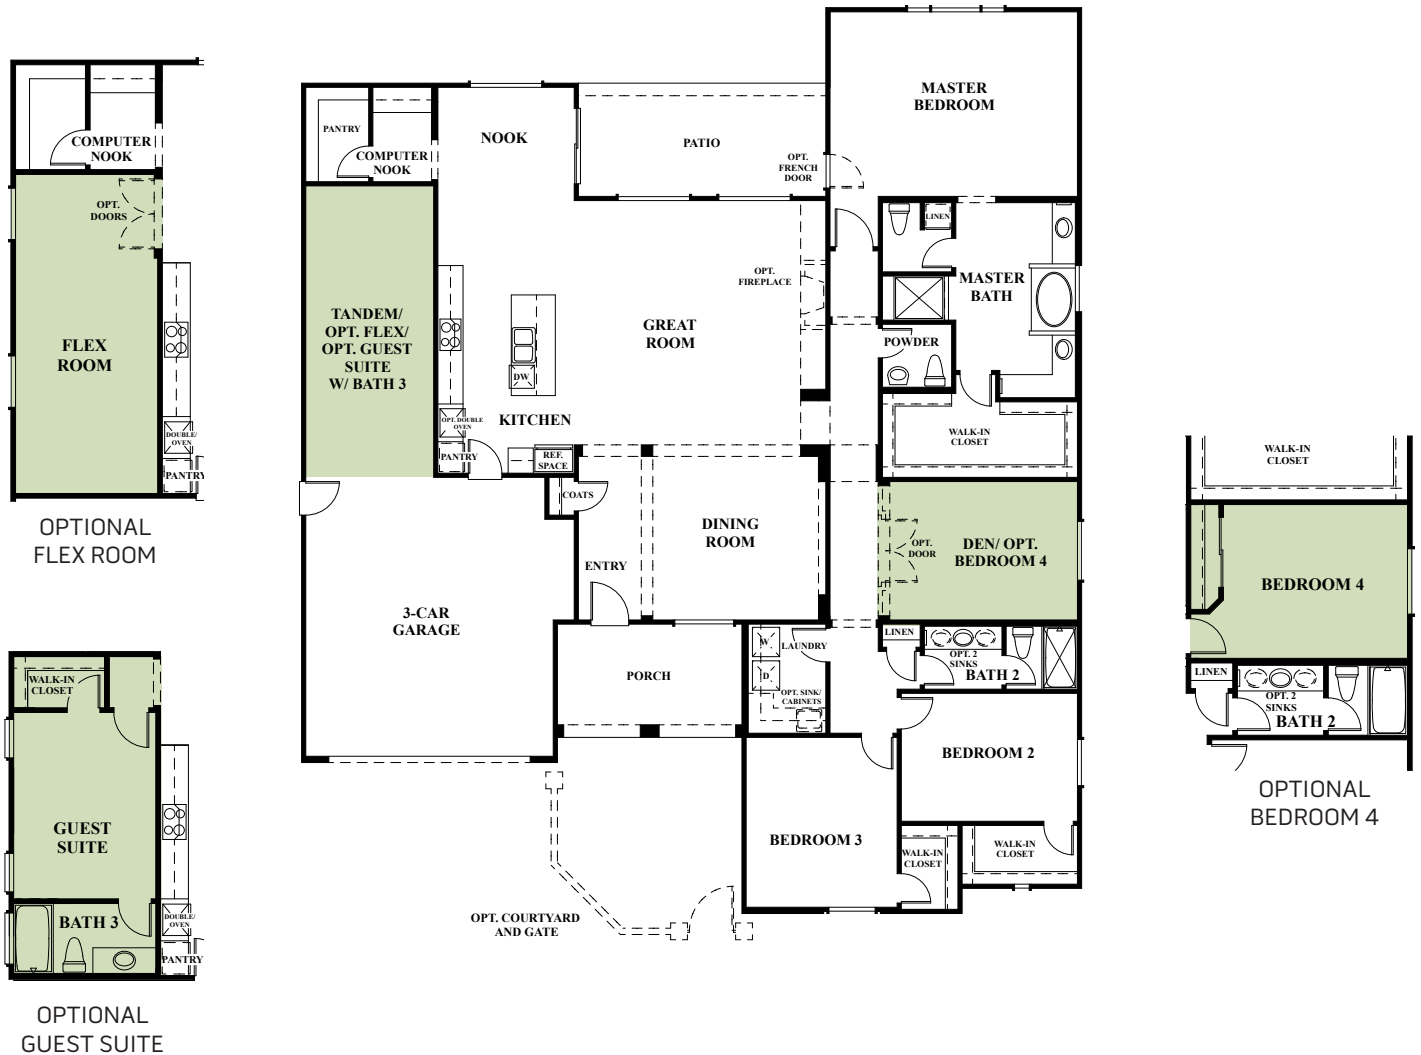 COMPUTER
NOOK
OPT.
DOORS
FLEX
ROOM
DOUBLE/
OVEN
PANTRY
OPTIONAL
FLEX ROOM
WALK-IN
CLOSET
GUEST
SUITE
BATH 3
DOUBLE/
OVEN
PANTRY
OPTIONAL
GUEST SUITE
PANTRY
COMPUTER
NOOK
NOOK
PATIO
OPT.
FRENCH
DOOR
MASTER
BEDROOM
LINEN
MASTER
BATH
OPT.
FIREPLACE
GREAT
ROOM
TANDEM/
OPT. FLEX/
OPT. GUEST
SUITE
W/ BATH 3
DW
KITCHEN
OPT. DOUBLE
OVEN
PANTRY
REF.
SPACE
POWDER
WALK-IN
CLOSET
COATS
DINING
ROOM
ENTRY
OPT.
DOOR
DEN/ OPT.
BEDROOM 4
3-CAR
GARAGE
PORCH
W.
D.
LAUNDRY
OPT. SINK/
CABINETS
LINEN
OPT. 2
SINKS
BATH 2
BEDROOM 2
BEDROOM 3
WALK-IN
CLOSET
WALK-IN
CLOSET
OPT. COURTYARD
AND GATE
WALK-IN
CLOSET
BEDROOM 4
LINEN
OPT. 2
SINKS
BATH 2
OPTIONAL
BEDROOM 4